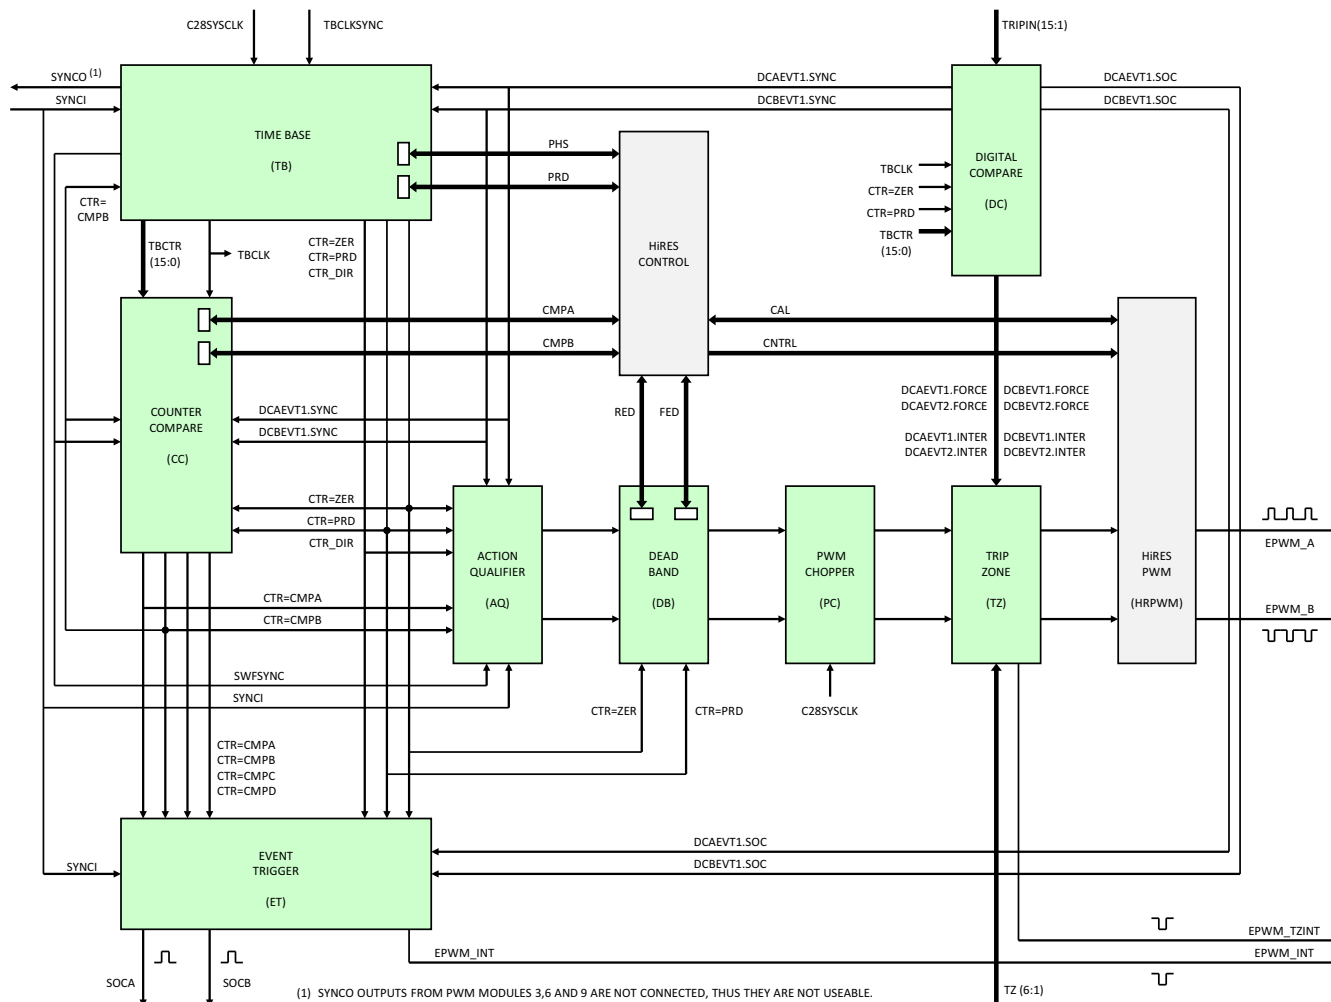 C28SYSCLK
TBCLKSYNC
TRIPIN(15:1)
SYNCO (1)
SYNCI
DCAEVT1.SYNC
DCBEVT1.SYNC
DCAEVT1.SOC
DCBEVT1.SOC
TIME BASE
(TB)
PHS
PRD
DIGITAL
COMPARE
(DC)
TBCLK
CTR=ZER
CTR=PRD
TBCTR
(15:0)
CTR=
CMPB
TBCTR
(15:0)
TBCLK
CTR=ZER
CTR=PRD
CTR_DIR
HiRES
CONTROL
CMPA
CMPB
CAL
CNTRL
COUNTER
COMPARE
(CC)
DCAEVT1.SYNC
DCBEVT1.SYNC
RED
FED
DCAEVT1.FORCE
DCAEVT2.FORCE
DCBEVT1.FORCE
DCBEVT2.FORCE
DCAEVT1.INTER
DCAEVT2.INTER
DCBEVT1.INTER
DCBEVT2.INTER
CTR=ZER
CTR=PRD
CTR_DIR
CTR=CMPA
CTR=CMPB
ACTION
QUALIFIER
(AQ)
DEAD
BAND
(DB)
PWM
CHOPPER
(PC)
TRIP
ZONE
(TZ)
HiRES
PWM
(HRPWM)
EPWM_A
EPWM_B
SWFSYNC
SYNCI
CTR=ZER
CTR=PRD
C28SYSCLK
CTR=CMPA
CTR=CMPB
CTR=CMPC
CTR=CMPD
EVENT
TRIGGER
(ET)
SYNCI
DCAEVT1.SOC
DCBEVT1.SOC
EPWM_TZINT
EPWM_INT
EPWM_INT
SOCA
SOCB
TZ (6:1)
(1) SYNCO OUTPUTS FROM PWM MODULES 3,6 AND 9 ARE NOT CONNECTED, THUS THEY ARE NOT USEABLE.